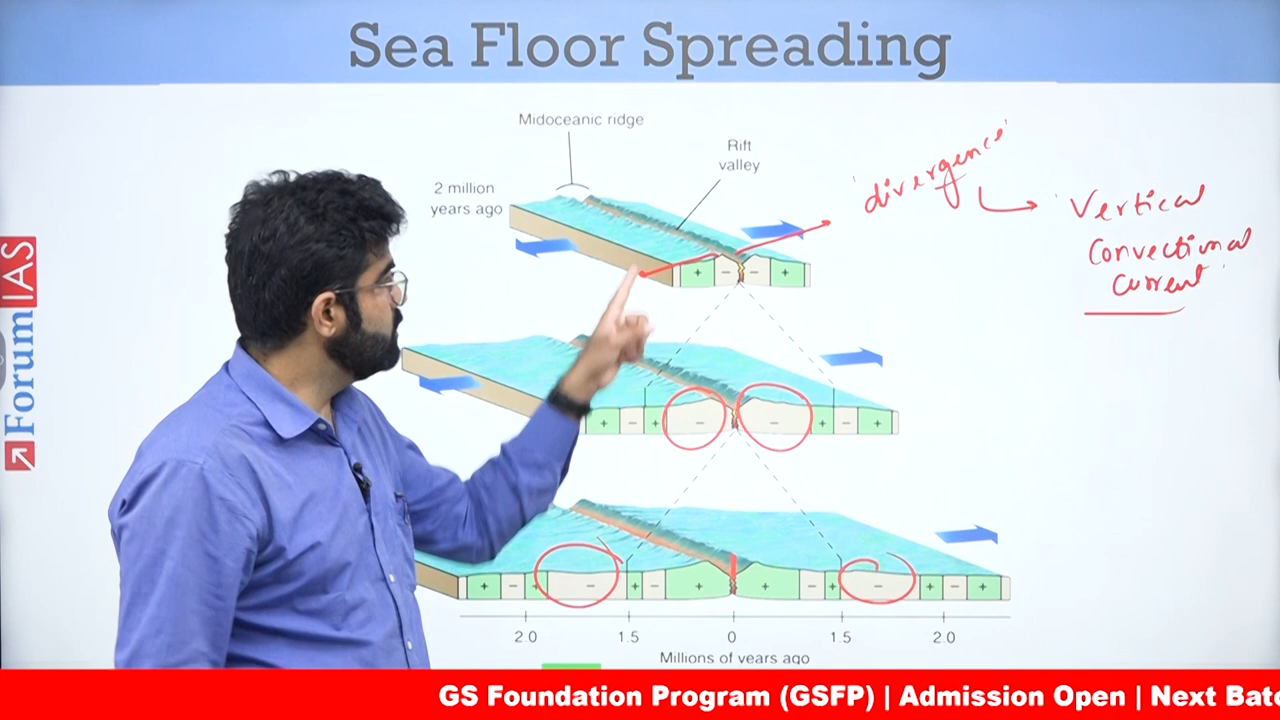 Sea Floor Spreading
Midoceanic ridge
Rift
valley
2 million
years ago
'divergence'
Vertical
Convectional
Current
+ − − +
+ − + − − + − +
+ − + − + − + + − + − + − +
2.0 1.5 0 1.5 2.0
Millions of years ago
Forum IAS
GS Foundation Program (GSFP) | Admission Open | Next Batc